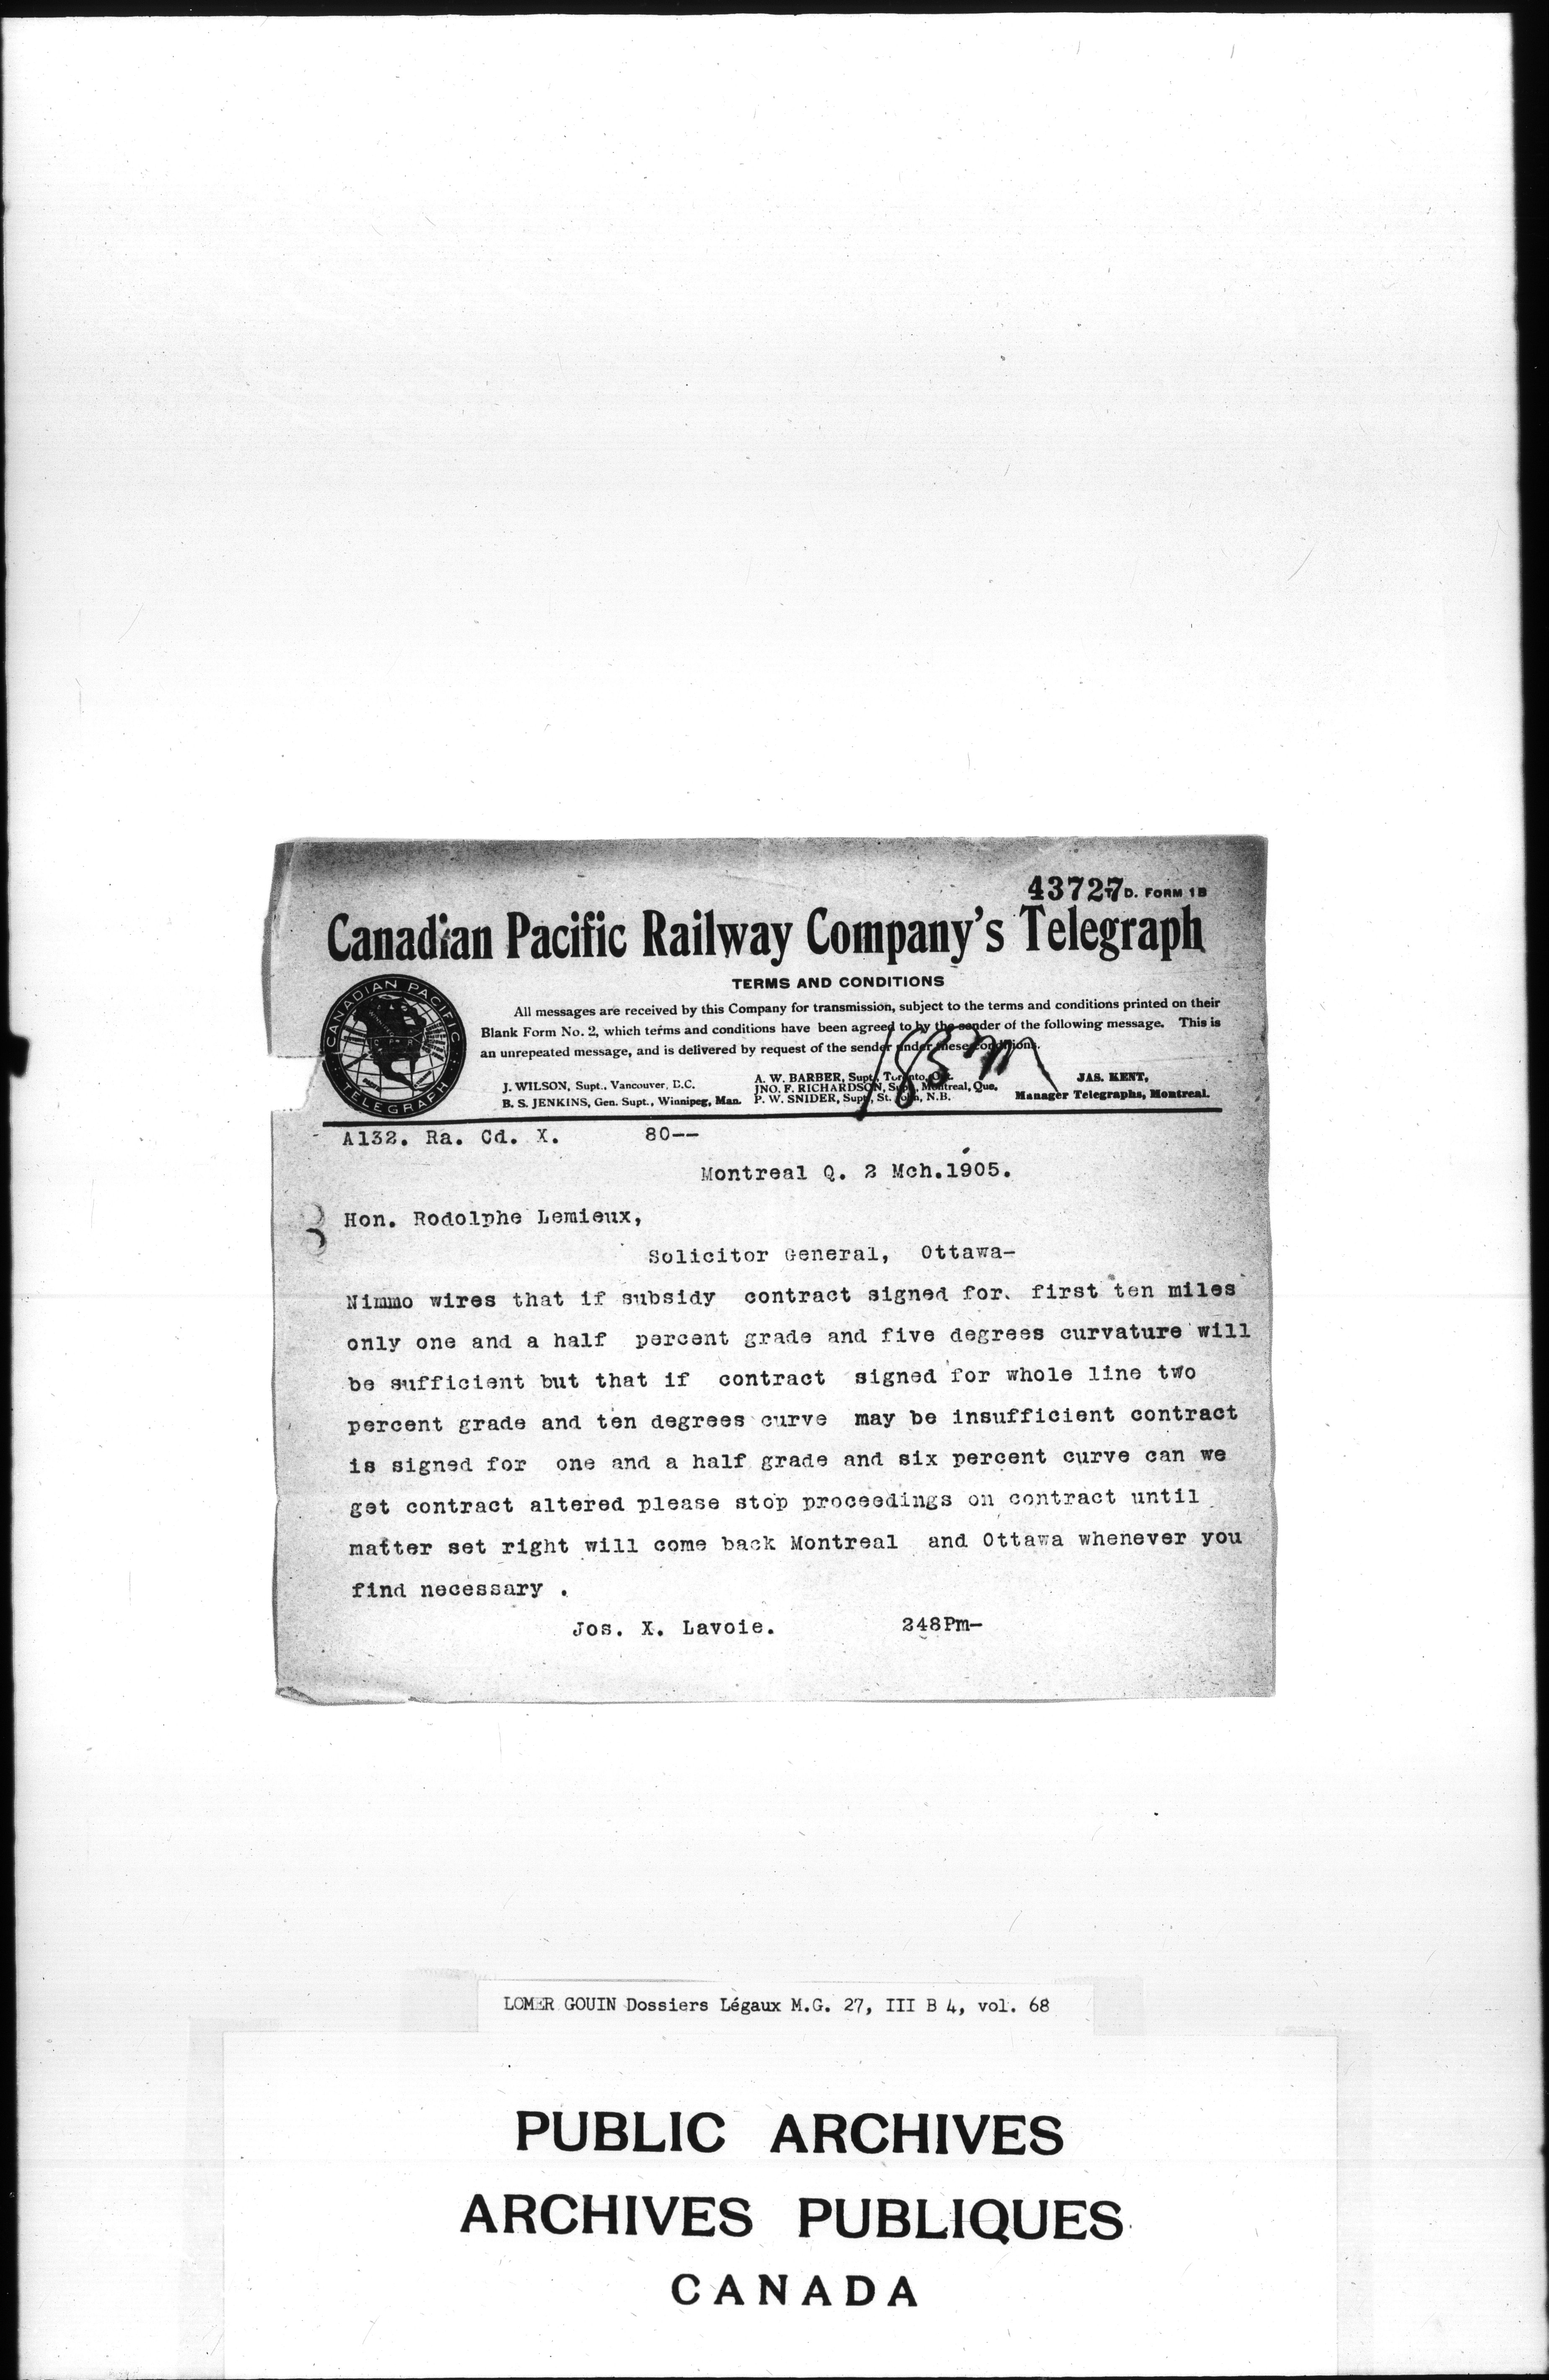 43727
T. D. FORM 1 B
Canadian Pacific Railway Company's Telegraph
TERMS AND CONDITIONS
All messages are received by this Company for transmission, subject to the terms and conditions printed on their
Blank Form No. 2, which terms and conditions have been agreed to by the sender of the following message. This is
an unrepeated message, and is delivered by request of the sender under these conditions.
CANADIAN PACIFIC
TELEGRAPH
J. WILSON, Supt., Vancouver, B.C.
B. S. JENKINS, Gen. Supt., Winnipeg, Man.
A. W. BARBER, Supt., Toronto, Ont.
JNO. F. RICHARDSON, Supt., Montreal, Que.
P. W. SNIDER, Supt., St. John, N.B.
JAS. KENT,
Manager Telegraphs, Montreal.
A132. Ra. Cd. X. 80--
Montreal Q. 2 Mch.1905.
Hon. Rodolphe Lemieux,
Solicitor General, Ottawa-
Nimmo wires that if subsidy contract signed for. first ten miles
only one and a half percent grade and five degrees curvature will
be sufficient but that if contract signed for whole line two
percent grade and ten degrees curve may be insufficient contract
is signed for one and a half grade and six percent curve can we
get contract altered please stop proceedings on contract until
matter set right will come back Montreal and Ottawa whenever you
find necessary .
Jos. X. Lavoie. 248Pm-
LOMER GOUIN Dossiers Légaux M.G. 27, III B 4, vol. 68
PUBLIC ARCHIVES
ARCHIVES PUBLIQUES
CANADA